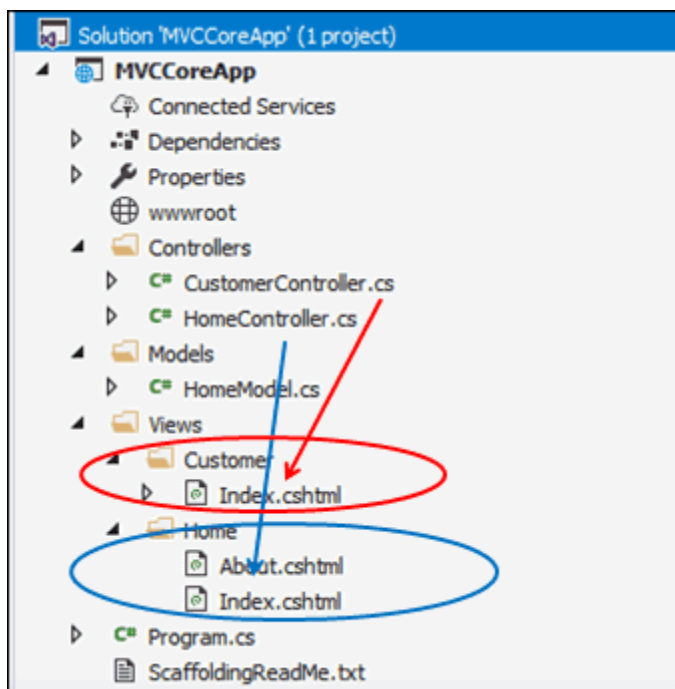 Solution 'MVCCoreApp' (1 project)
MVCCoreApp
Connected Services
Dependencies
Properties
wwwroot
Controllers
C# CustomerController.cs
C# HomeController.cs
Models
C# HomeModel.cs
Views
Customer
Index.cshtml
Home
About.cshtml
Index.cshtml
C# Program.cs
ScaffoldingReadMe.txt